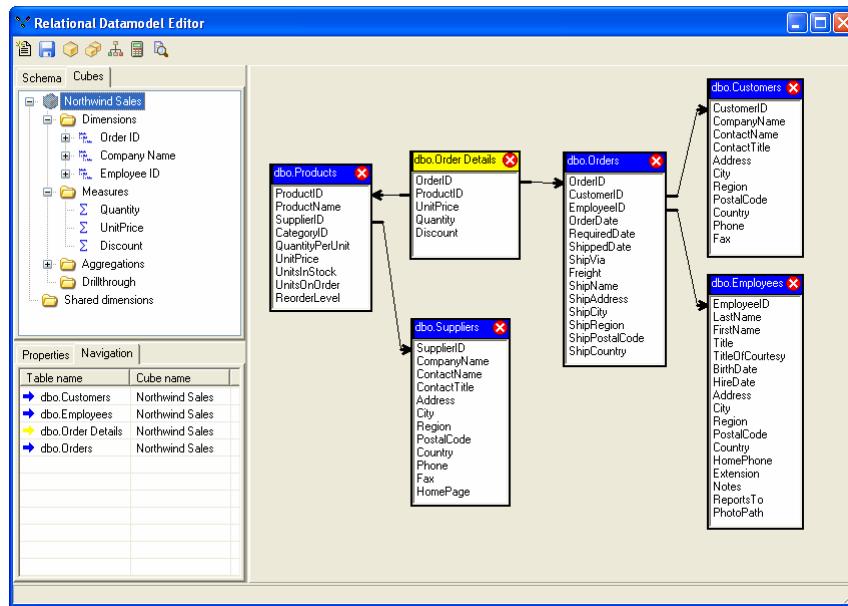 Relational Datamodel Editor
Schema
Cubes
Northwind Sales
Dimensions
Order ID
Company Name
Employee ID
Measures
Σ Quantity
Σ UnitPrice
Σ Discount
Aggregations
Drillthrough
Shared dimensions
Properties
Navigation
Table name Cube name
dbo.Customers Northwind Sales
dbo.Employees Northwind Sales
dbo.Order Details Northwind Sales
dbo.Orders Northwind Sales
dbo.Products
ProductID
ProductName
SupplierID
CategoryID
QuantityPerUnit
UnitPrice
UnitsInStock
UnitsOnOrder
ReorderLevel
dbo.Order Details
OrderID
ProductID
UnitPrice
Quantity
Discount
dbo.Suppliers
SupplierID
CompanyName
ContactName
ContactTitle
Address
City
Region
PostalCode
Country
Phone
Fax
HomePage
dbo.Orders
OrderID
CustomerID
EmployeeID
OrderDate
RequiredDate
ShippedDate
ShipVia
Freight
ShipName
ShipAddress
ShipCity
ShipRegion
ShipPostalCode
ShipCountry
dbo.Customers
CustomerID
CompanyName
ContactName
ContactTitle
Address
City
Region
PostalCode
Country
Phone
Fax
dbo.Employees
EmployeeID
LastName
FirstName
Title
TitleOfCourtesy
BirthDate
HireDate
Address
City
Region
PostalCode
Country
HomePhone
Extension
Notes
ReportsTo
PhotoPath